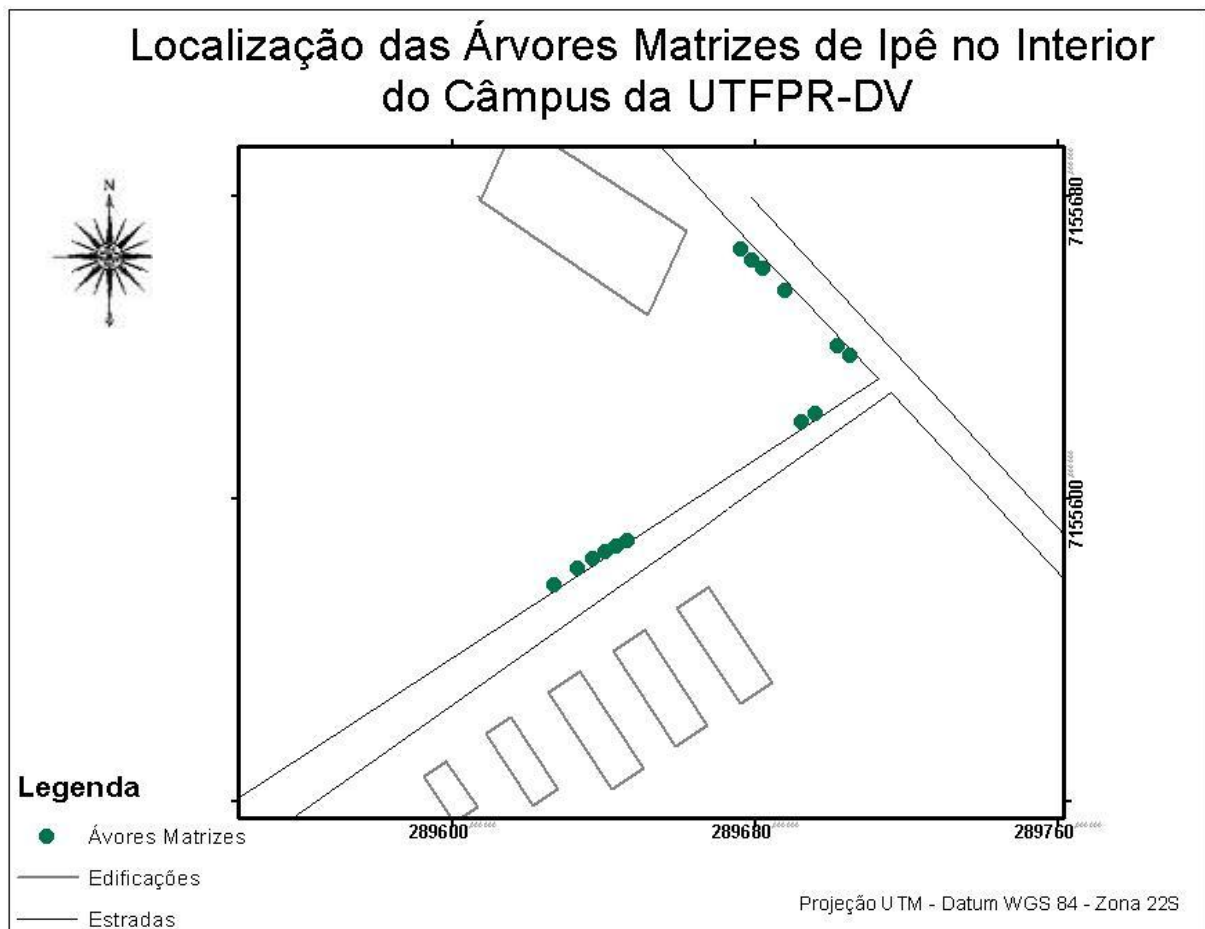 Localização das Árvores Matrizes de Ipê no Interior
do Câmpus da UTFPR-DV
N
7155680
7155600
289600
289680
289760
Legenda
Ávores Matrizes
Edificações
Estradas
Projeção UTM - Datum WGS 84 - Zona 22S